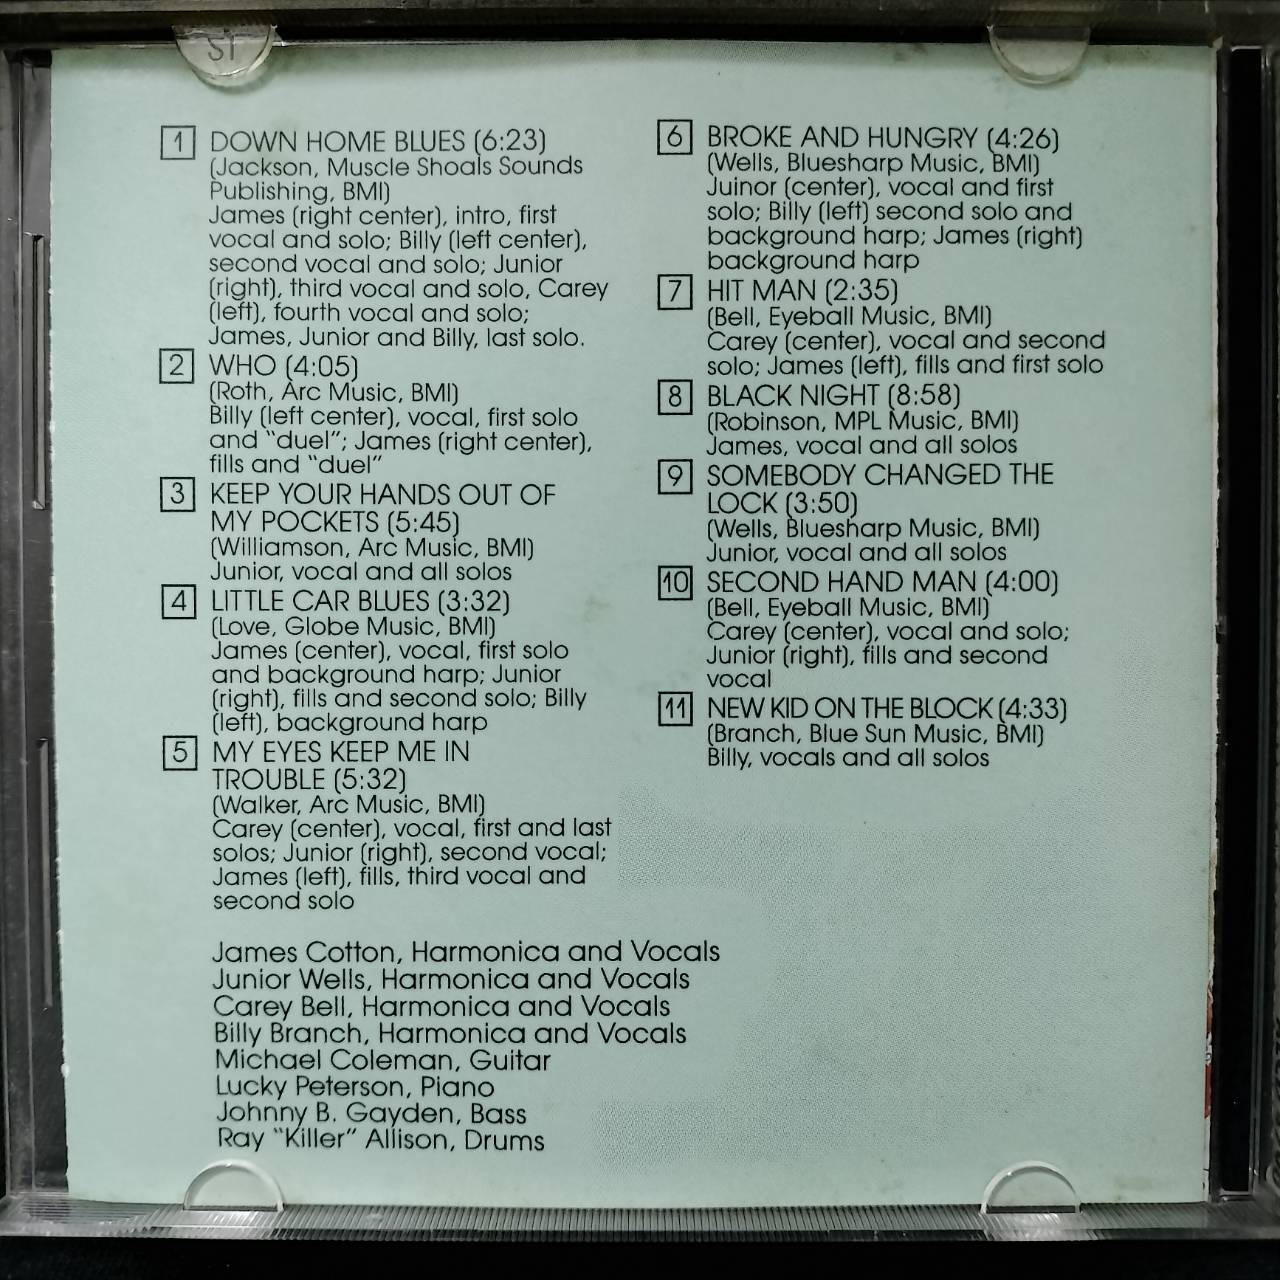 ST
1 DOWN HOME BLUES (6:23)
(Jackson, Muscle Shoals Sounds
Publishing, BMI)
James (right center), intro, first
vocal and solo; Billy (left center),
second vocal and solo; Junior
(right), third vocal and solo, Carey
(left), fourth vocal and solo;
James, Junior and Billy, last solo.
2 WHO (4:05)
(Roth, Arc Music, BMI)
Billy (left center), vocal, first solo
and "duel"; James (right center),
fills and "duel"
3 KEEP YOUR HANDS OUT OF
MY POCKETS (5:45)
(Williamson, Arc Music, BMI)
Junior, vocal and all solos
4 LITTLE CAR BLUES (3:32)
(Love, Globe Music, BMI)
James (center), vocal, first solo
and background harp; Junior
(right), fills and second solo; Billy
(left), background harp
5 MY EYES KEEP ME IN
TROUBLE (5:32)
(Walker, Arc Music, BMI)
Carey (center), vocal, first and last
solos; Junior (right), second vocal;
James (left), fills, third vocal and
second solo
6 BROKE AND HUNGRY (4:26)
(Wells, Bluesharp Music, BMI)
Juinor (center), vocal and first
solo; Billy (left) second solo and
background harp; James (right)
background harp
7 HIT MAN (2:35)
(Bell, Eyeball Music, BMI)
Carey (center), vocal and second
solo; James (left), fills and first solo
8 BLACK NIGHT (8:58)
(Robinson, MPL Music, BMI)
James, vocal and all solos
9 SOMEBODY CHANGED THE
LOCK (3:50)
(Wells, Bluesharp Music, BMI)
Junior, vocal and all solos
10 SECOND HAND MAN (4:00)
(Bell, Eyeball Music, BMI)
Carey (center), vocal and solo;
Junior (right), fills and second
vocal
11 NEW KID ON THE BLOCK (4:33)
(Branch, Blue Sun Music, BMI)
Billy, vocals and all solos
James Cotton, Harmonica and Vocals
Junior Wells, Harmonica and Vocals
Carey Bell, Harmonica and Vocals
Billy Branch, Harmonica and Vocals
Michael Coleman, Guitar
Lucky Peterson, Piano
Johnny B. Gayden, Bass
Ray "Killer" Allison, Drums